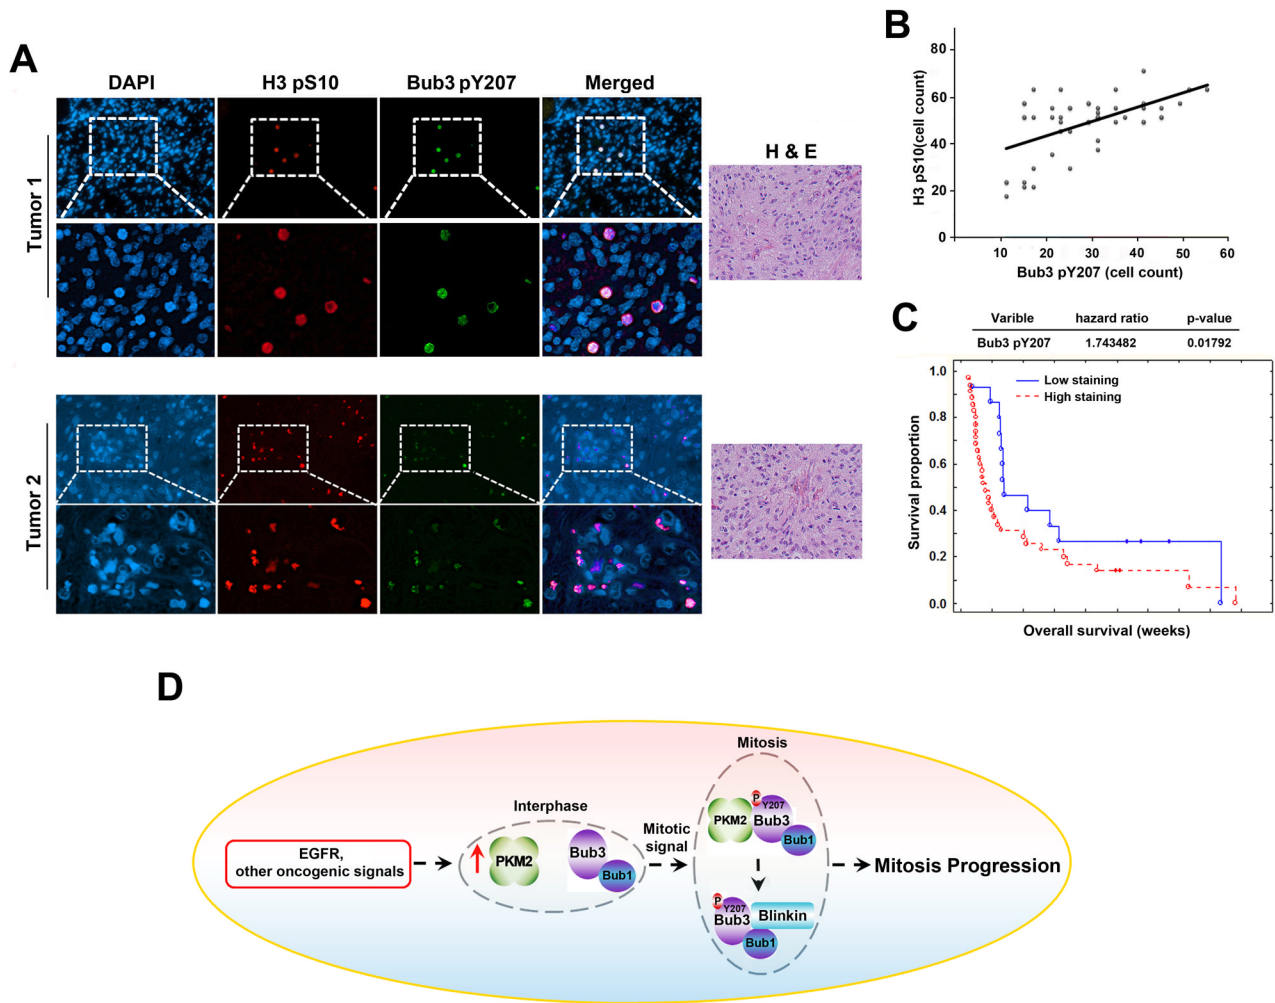 A
DAPI
H3 pS10
Bub3 pY207
Merged
Tumor 1
H & E
Tumor 2
B
H3 pS10(cell count)
80
60
40
20
0
10 20 30 40 50 60
Bub3 pY207 (cell count)
C
Varible hazard ratio p-value
Bub3 pY207 1.743482 0.01792
Low staining
High staining
Survival proportion
1.0
0.8
0.6
0.4
0.2
0.0
Overall survival (weeks)
D
EGFR,
other oncogenic signals
Interphase
PKM2
Bub3
Bub1
Mitotic
signal
Mitosis
P
Y207
PKM2
Bub3
Bub1
P
Y207
Bub3
Blinkin
Bub1
Mitosis Progression